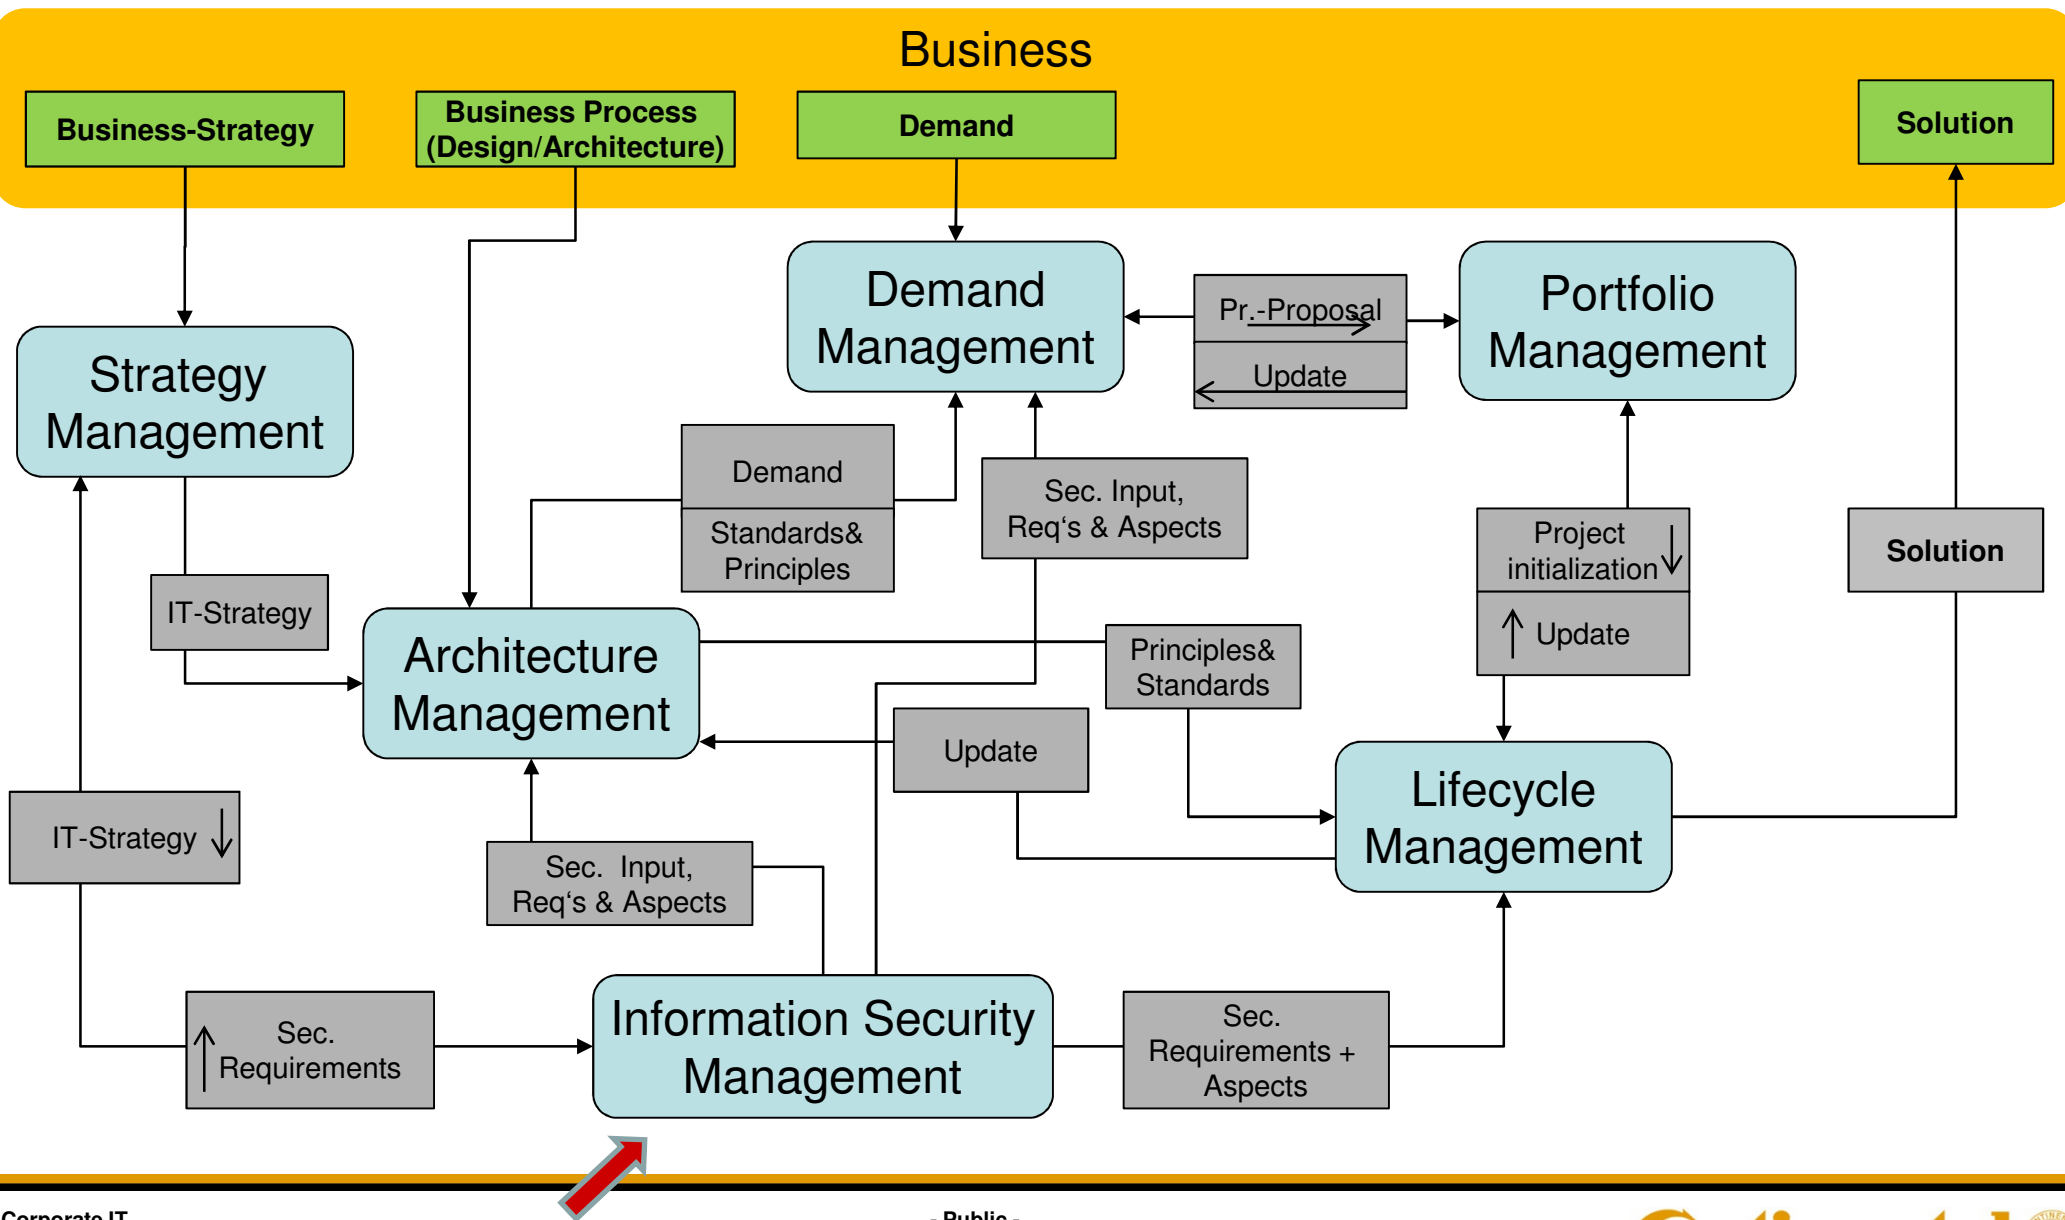 Business
Business-Strategy
Business Process
(Design/Architecture)
Demand
Solution
Demand
Management
Pr.-Proposal
Update
Portfolio
Management
Strategy
Management
Demand
Standards&
Principles
Sec. Input,
Req‘s & Aspects
Project
initialization
Update
Solution
IT-Strategy
Architecture
Management
Principles&
Standards
Update
Lifecycle
Management
IT-Strategy
Sec. Input,
Req‘s & Aspects
Sec.
Requirements
Information Security
Management
Sec.
Requirements +
Aspects
Corporate IT
- Public -